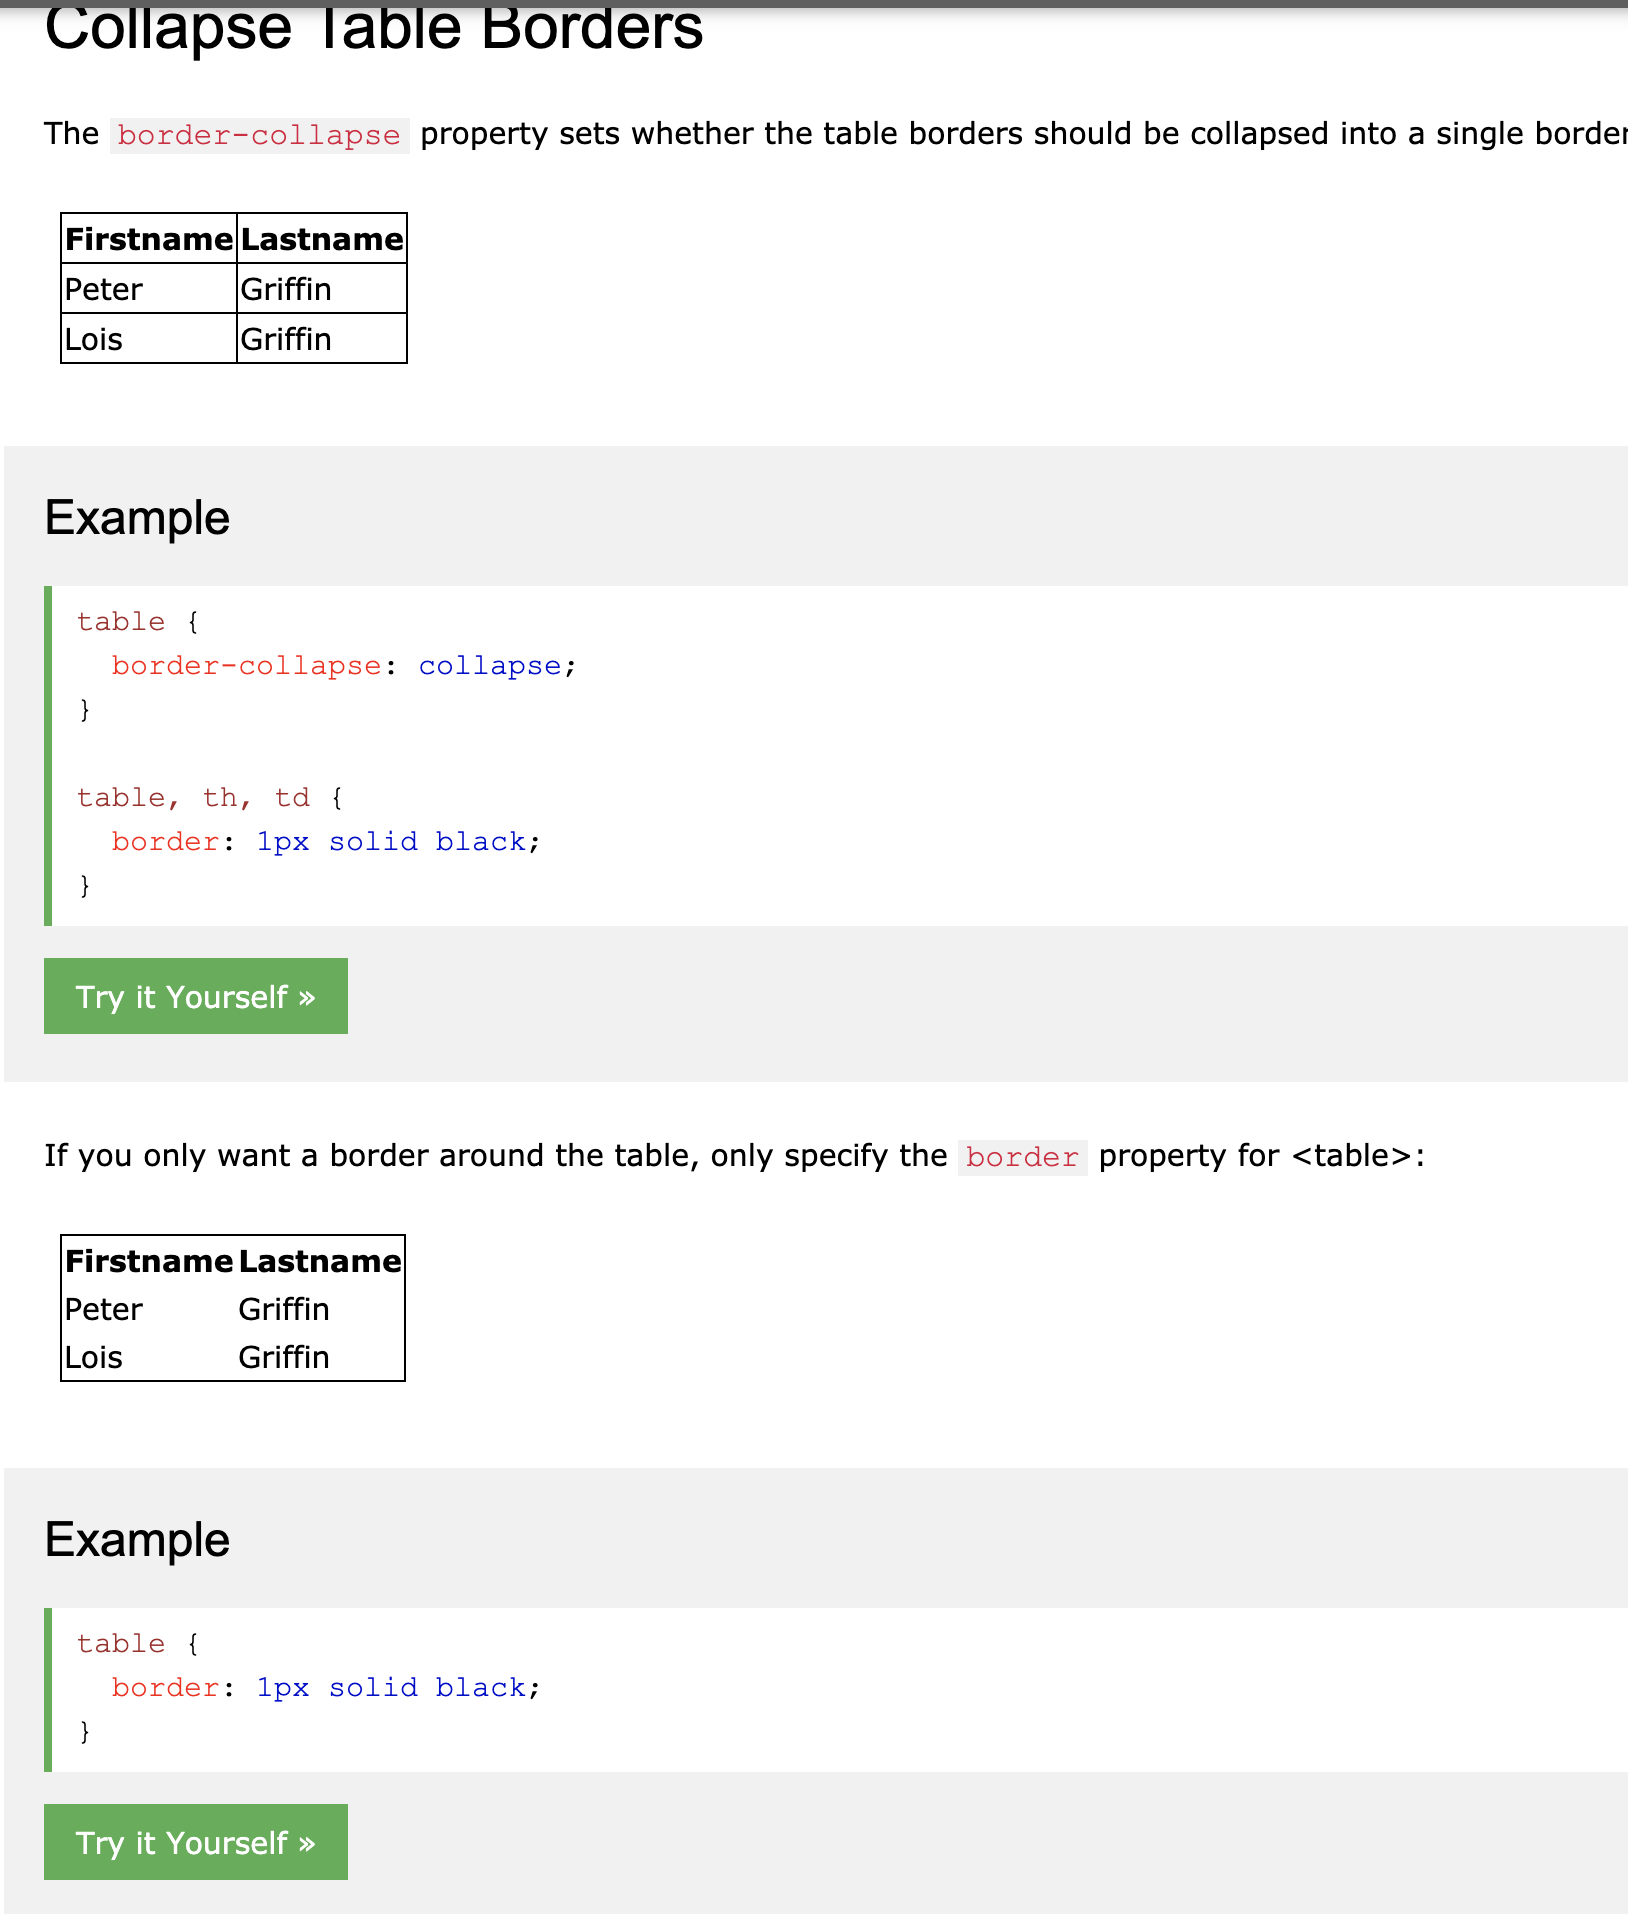 Collapse Table Borders
The border-collapse property sets whether the table borders should be collapsed into a single border
Firstname Lastname
Peter Griffin
Lois Griffin
Example
table {
  border-collapse: collapse;
}
table, th, td {
  border: 1px solid black;
}
Try it Yourself »
If you only want a border around the table, only specify the border property for <table>:
Firstname Lastname
Peter Griffin
Lois Griffin
Example
table {
  border: 1px solid black;
}
Try it Yourself »